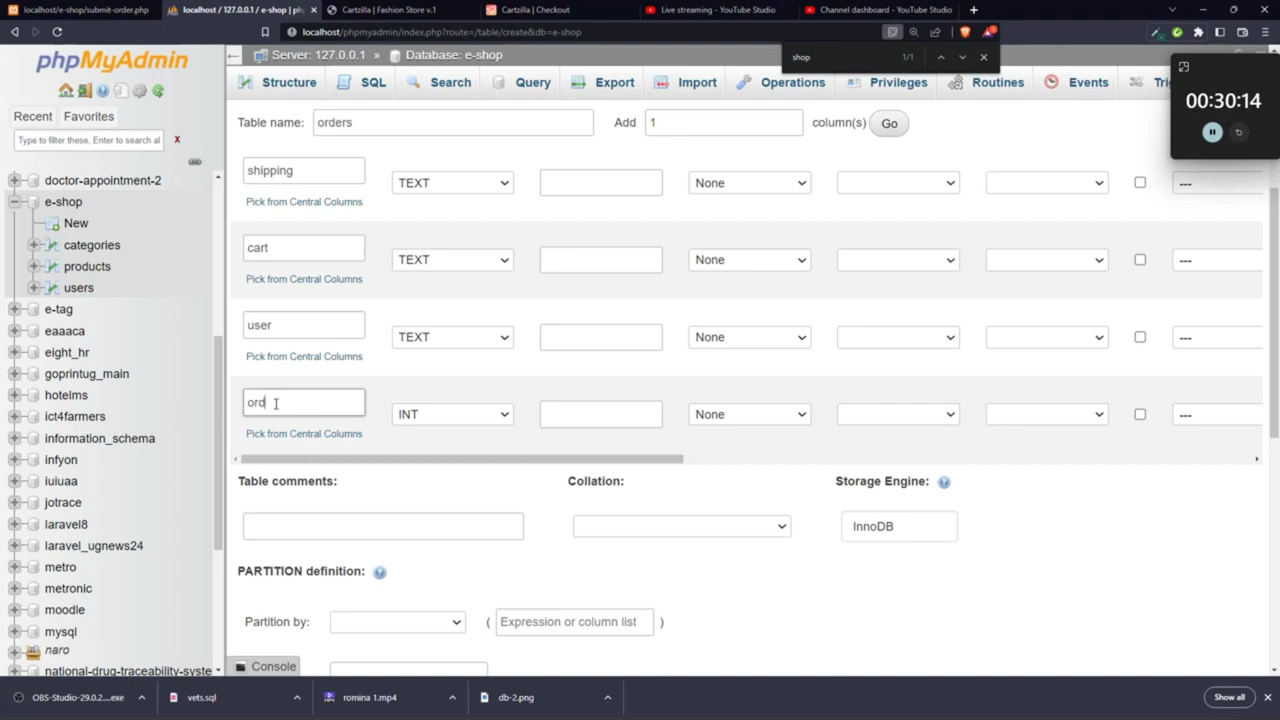 localhost/e-shop/submit-order.php
localhost / 127.0.0.1 / e-shop | ph
Cartzilla | Fashion Store v.1
Cartzilla | Checkout
Live streaming - YouTube Studio
Channel dashboard - YouTube Studio
localhost/phpmyadmin/index.php?route=/table/create&db=e-shop
shop
1/1
00:30:14
phpMyAdmin
Recent
Favorites
Type to filter these, Enter to search al
X
doctor-appointment-2
e-shop
New
categories
products
users
e-tag
eaaaca
eight_hr
goprintug_main
hotelms
ict4farmers
information_schema
infyon
iuiuaa
jotrace
laravel8
laravel_ugnews24
metro
metronic
moodle
mysql
naro
national-drug-traceability-syste
Server: 127.0.0.1 » Database: e-shop
Structure
SQL
Search
Query
Export
Import
Operations
Privileges
Routines
Events
Tri
Table name:
orders
Add
1
column(s)
Go
shipping
TEXT
None
---
Pick from Central Columns
cart
TEXT
None
---
Pick from Central Columns
user
TEXT
None
---
Pick from Central Columns
ord
INT
None
---
Pick from Central Columns
Table comments:
Collation:
Storage Engine:
InnoDB
PARTITION definition:
Partition by:
(
Expression or column list
)
Console
OBS-Studio-29.0.2....exe
vets.sql
romina 1.mp4
db-2.png
Show all